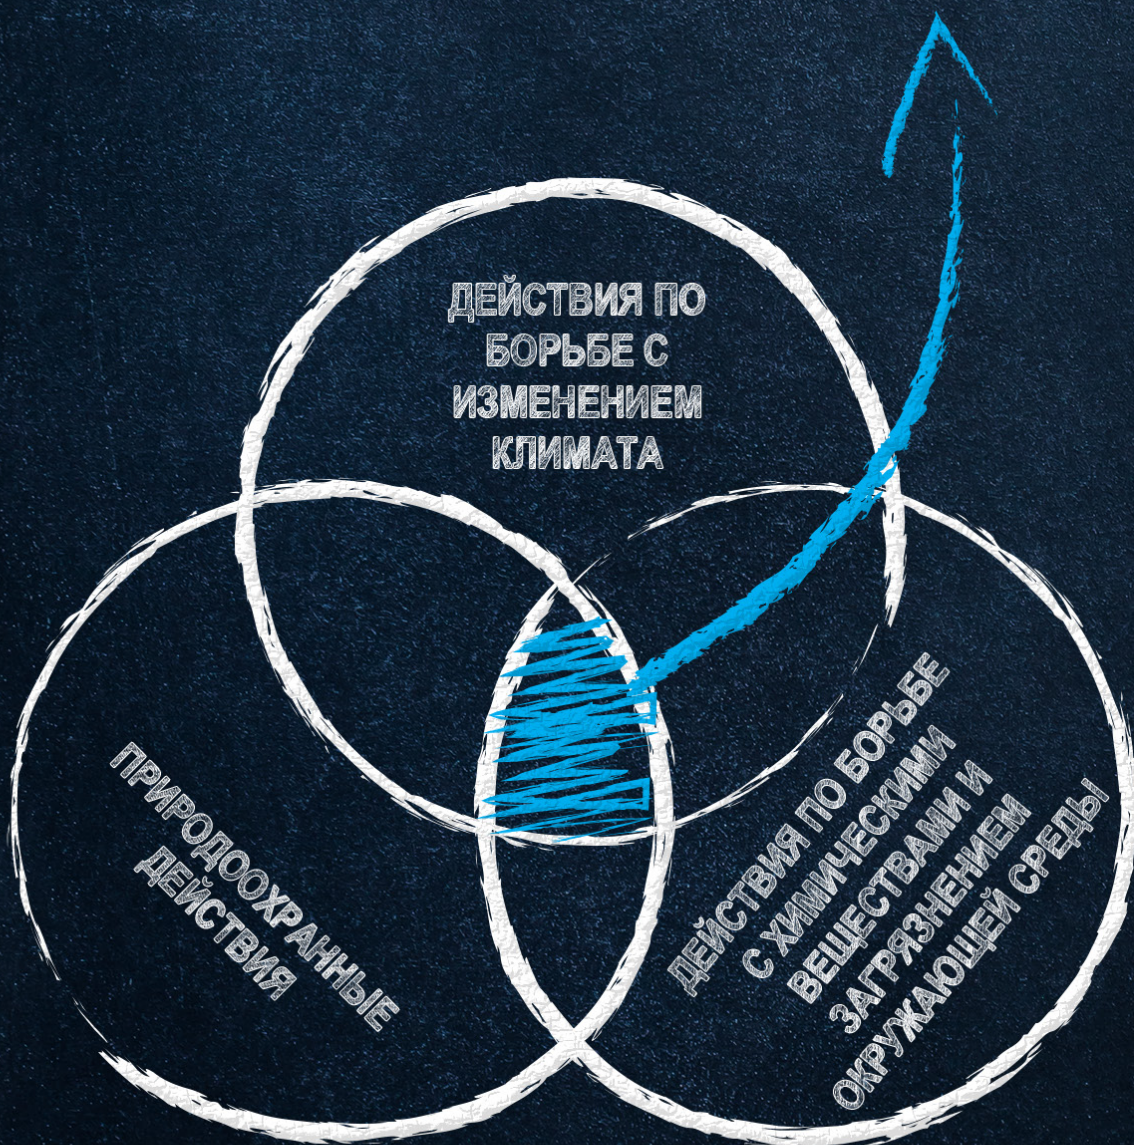 ДЕЙСТВИЯ ПО
БОРЬБЕ С
ИЗМЕНЕНИЕМ
КЛИМАТА
ПРИРОДООХРАННЫЕ
ДЕЙСТВИЯ
ДЕЙСТВИЯ ПО БОРЬБЕ
С ХИМИЧЕСКИМИ
ВЕЩЕСТВАМИ И
ЗАГРЯЗНЕНИЕМ
ОКРУЖАЮЩЕЙ СРЕДЫ